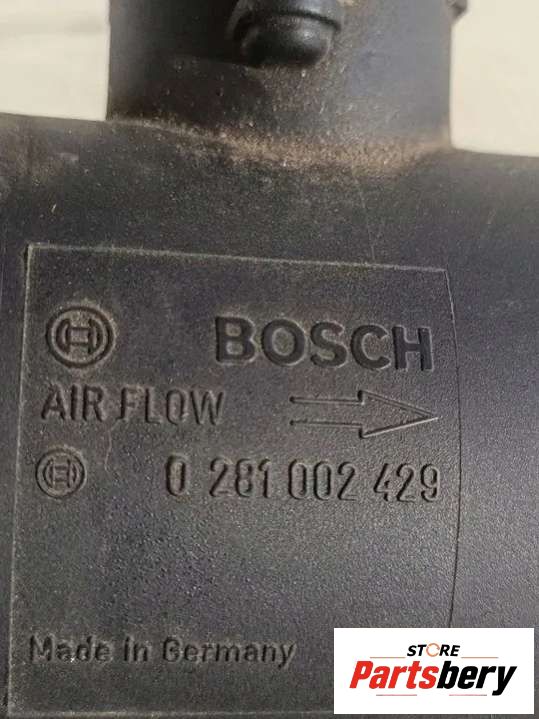 BOSCH
AIR FLOW
0 281 002 429
Made in Germany
STORE
Partsbery